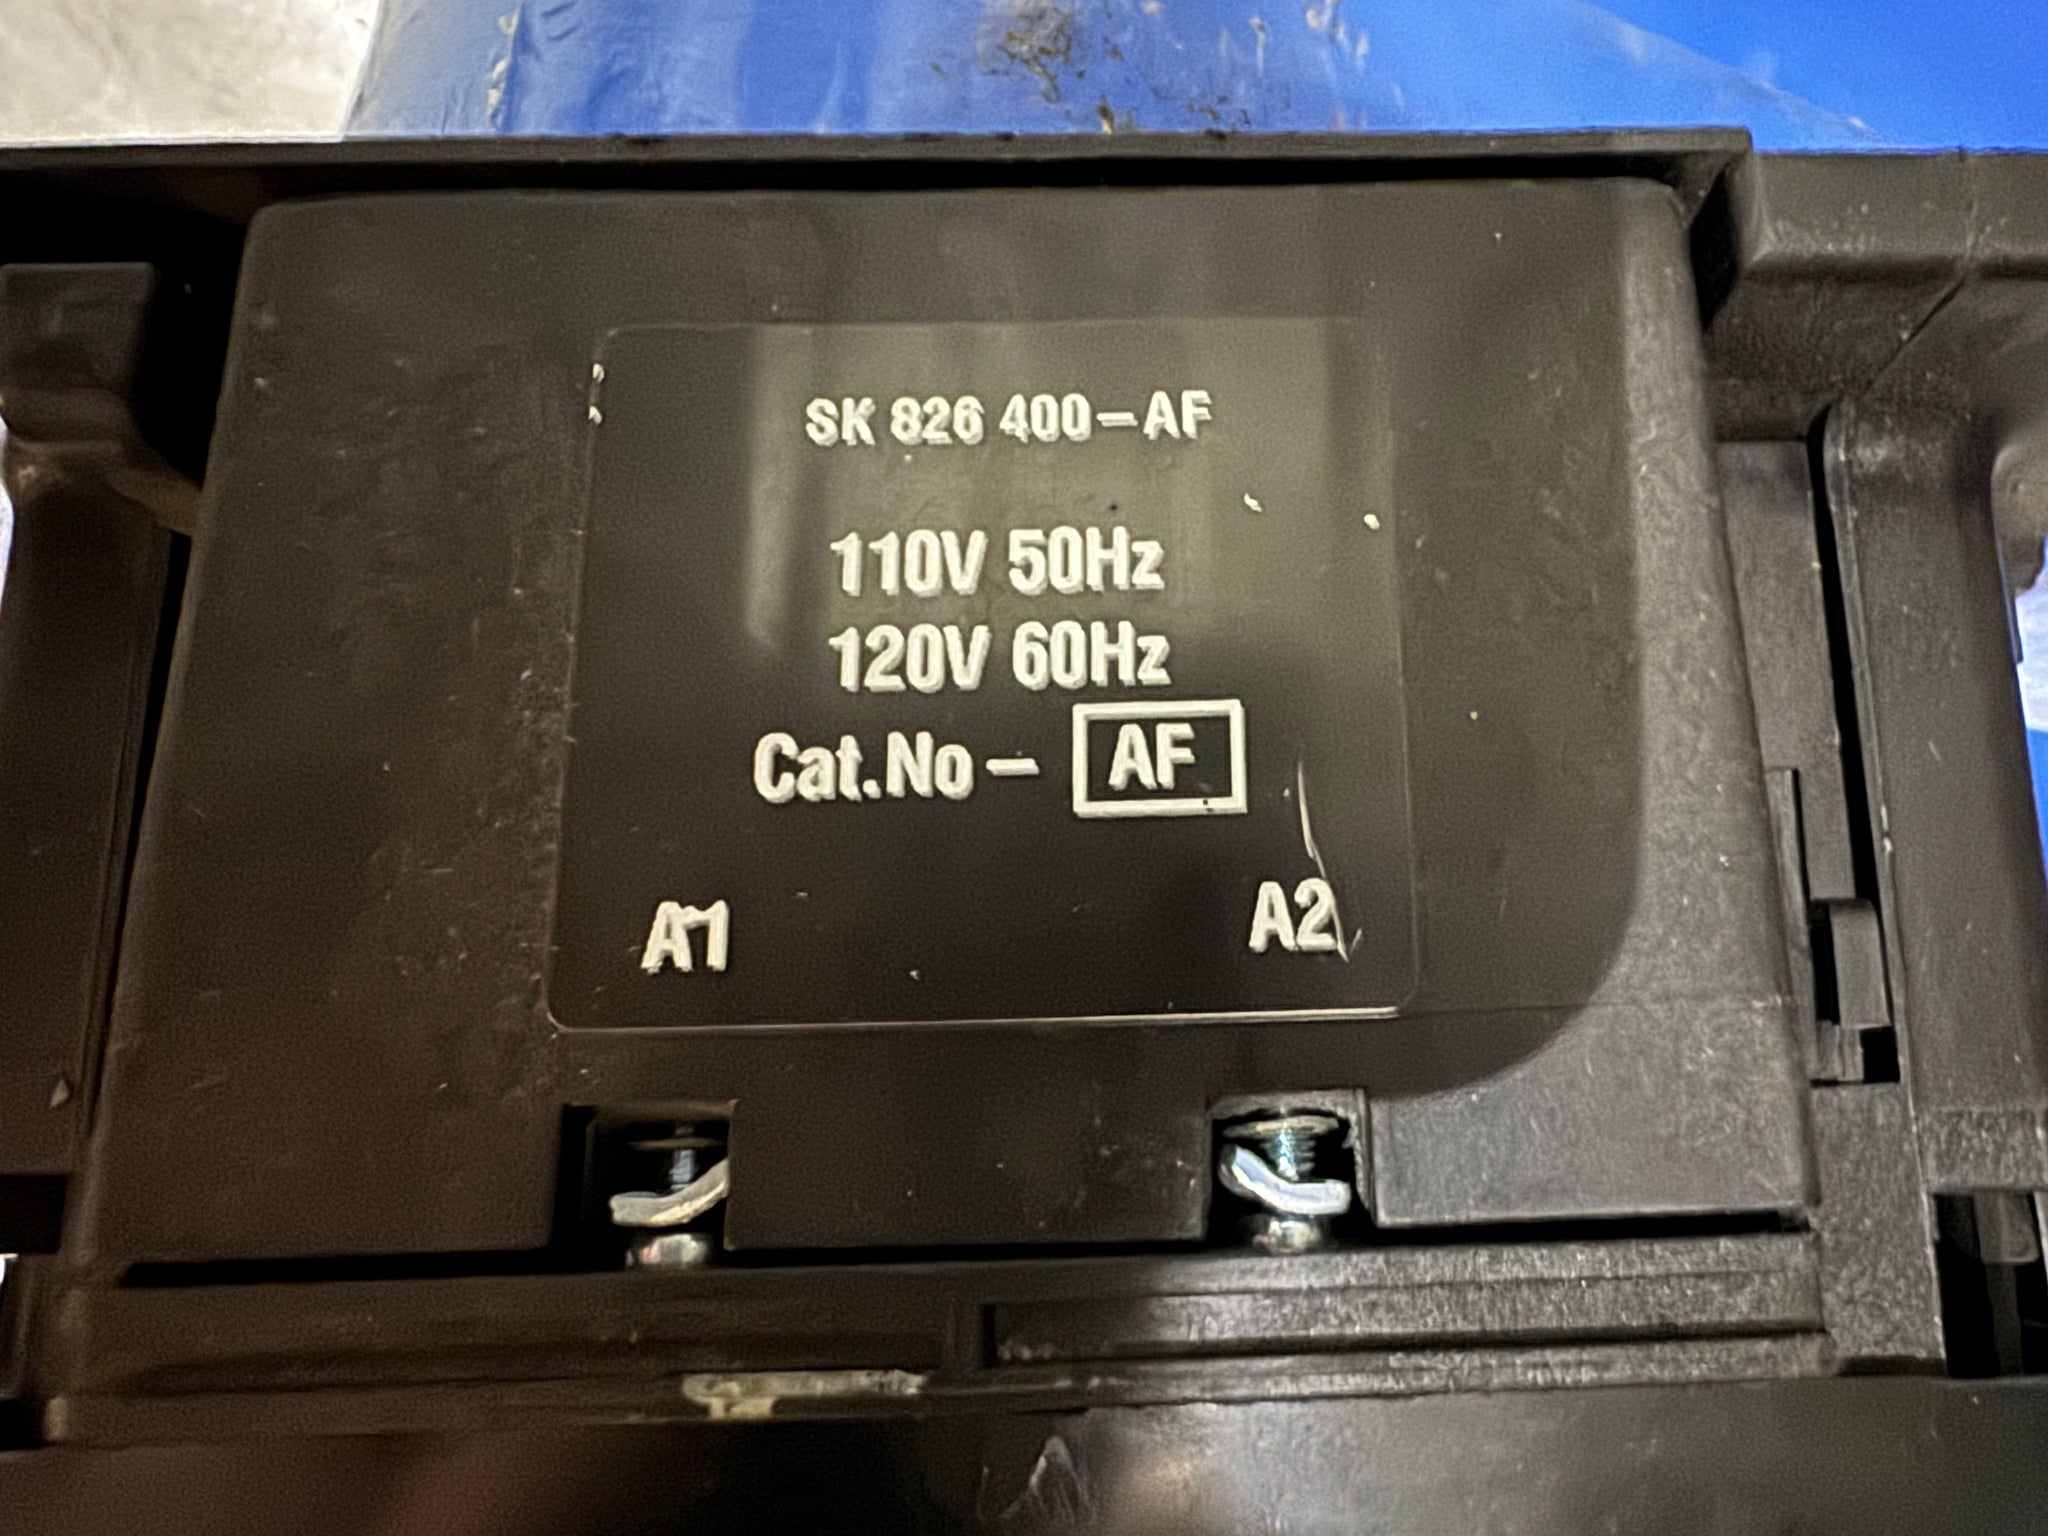 SK 826 400-AF
110V 50Hz
120V 60Hz
Cat.No - AF
A1 A2